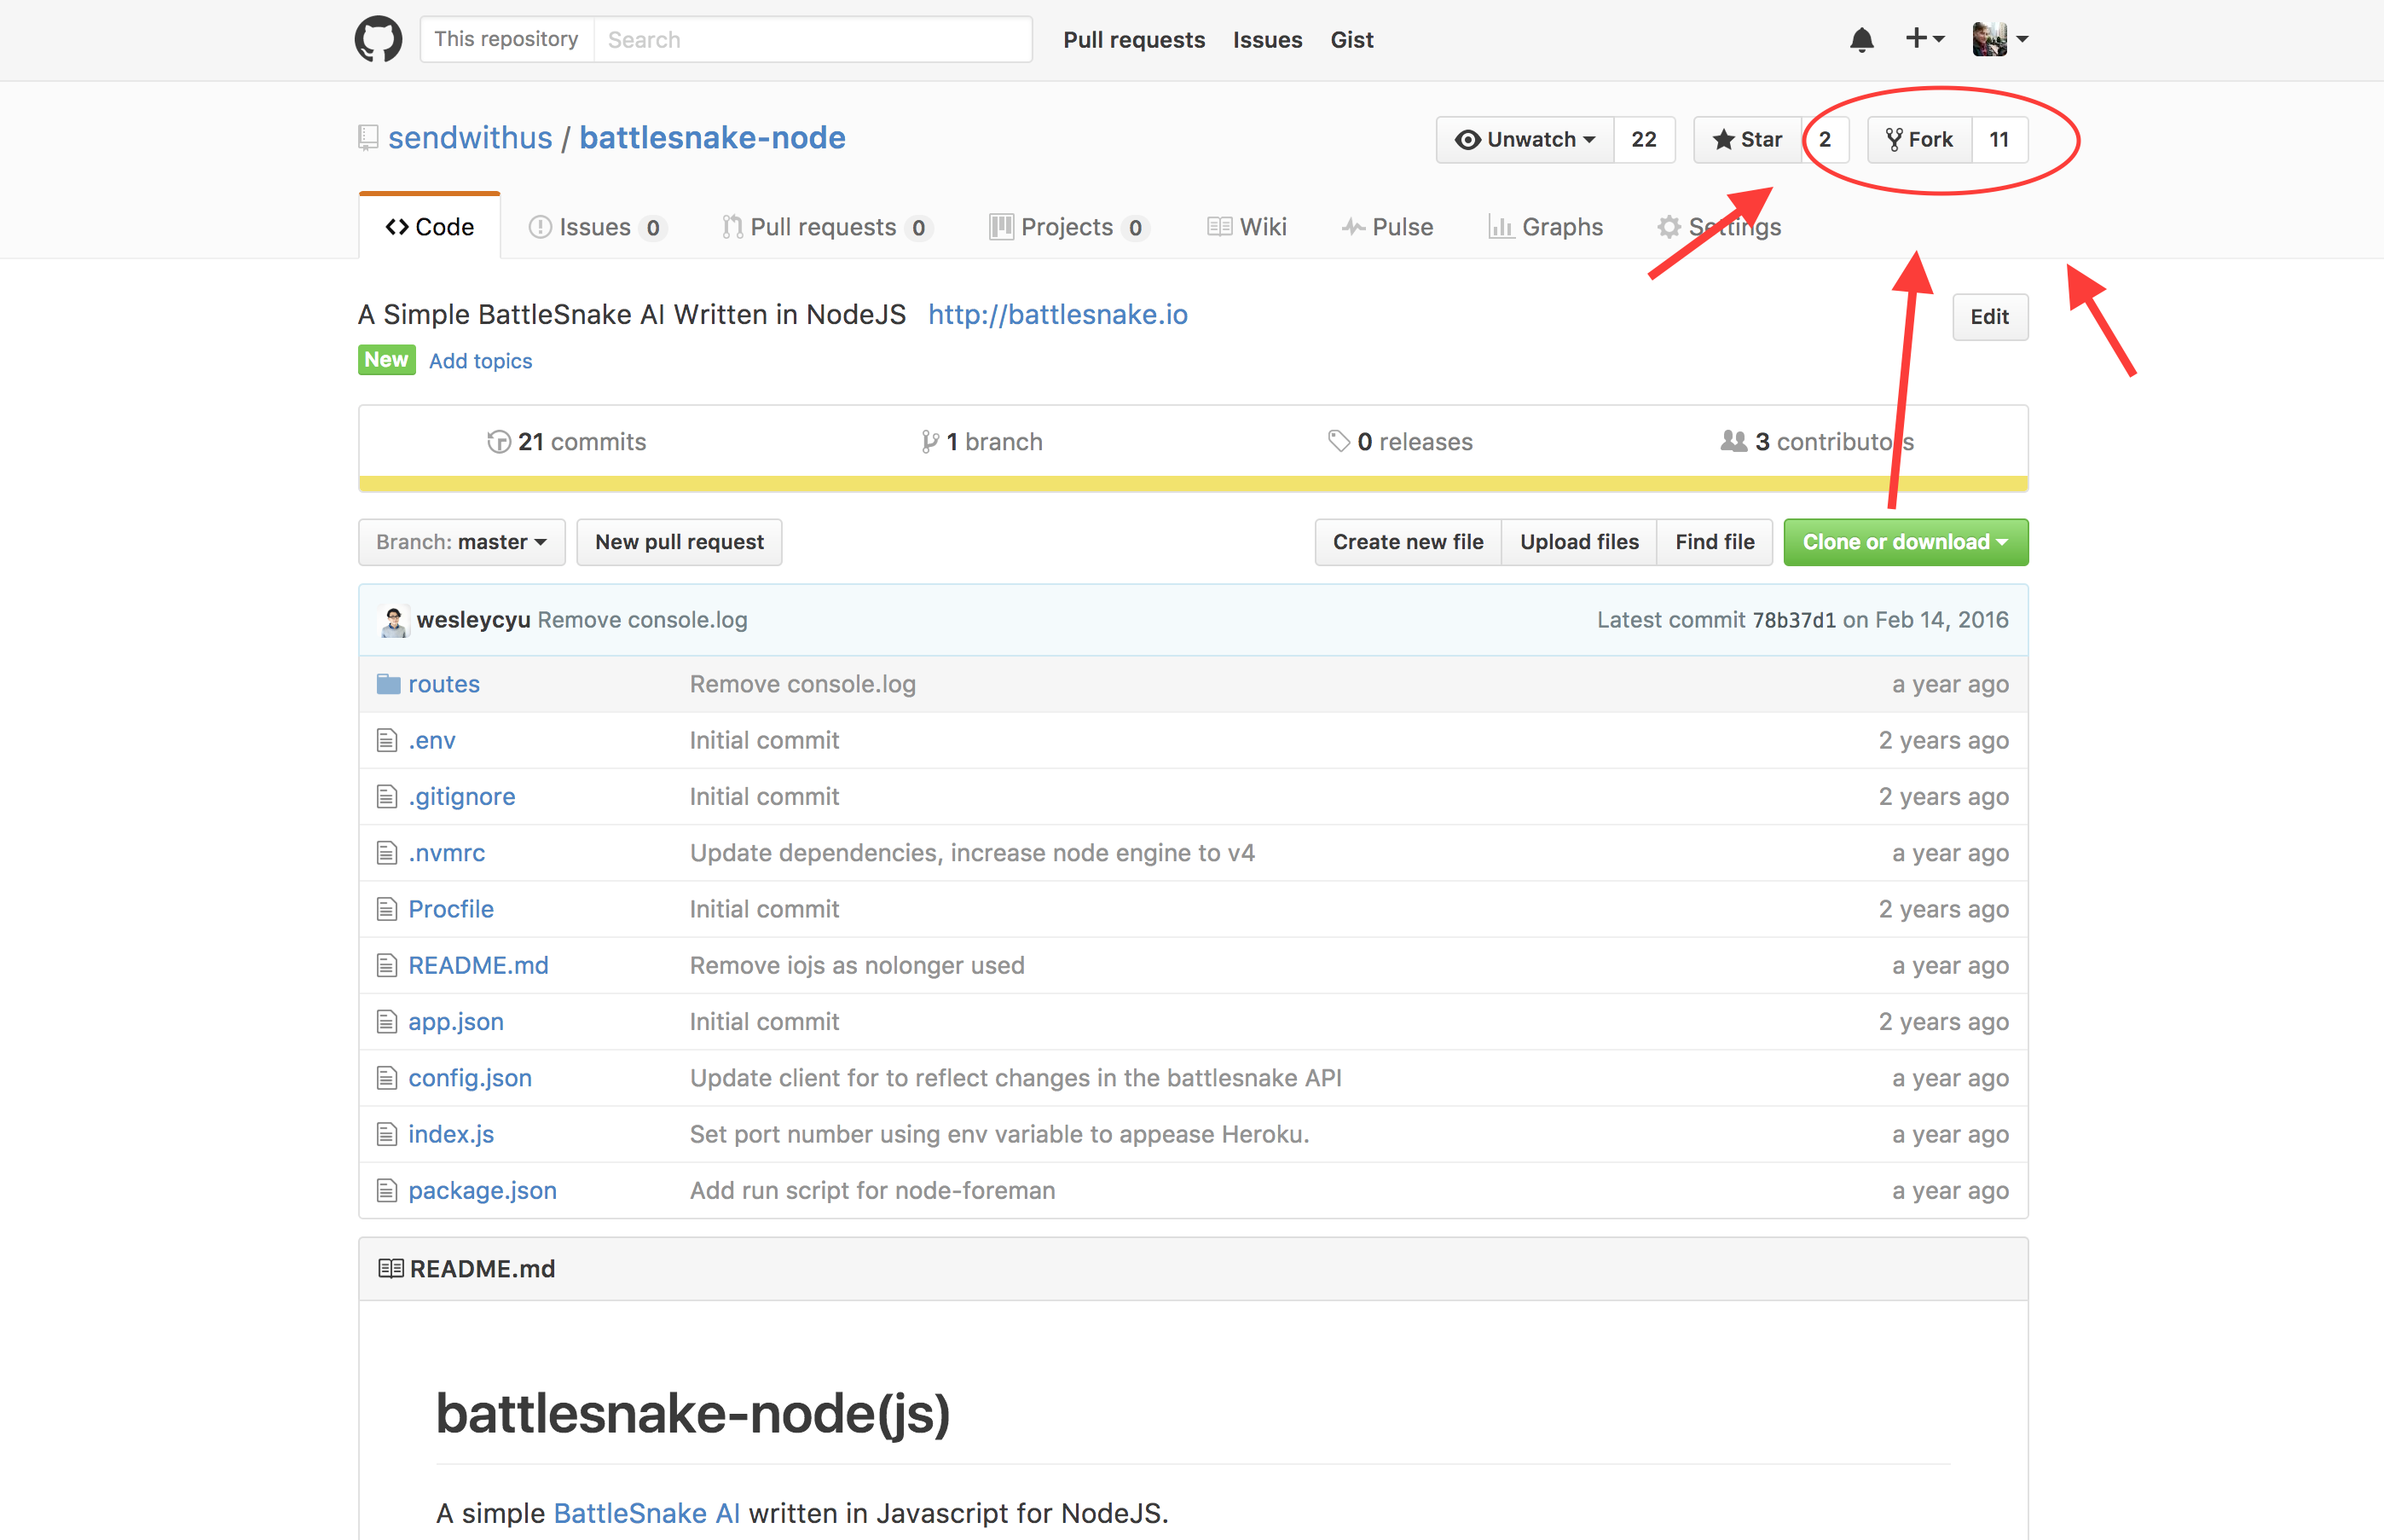 This repository Search Pull requests Issues Gist
sendwithus / battlesnake-node Unwatch 22 Star 2 Fork 11
Code Issues 0 Pull requests 0 Projects 0 Wiki Pulse Graphs Settings
A Simple BattleSnake AI Written in NodeJS http://battlesnake.io Edit
New Add topics
21 commits 1 branch 0 releases 3 contributors
Branch: master New pull request Create new file Upload files Find file Clone or download
wesleycyu Remove console.log Latest commit 78b37d1 on Feb 14, 2016
routes Remove console.log a year ago
.env Initial commit 2 years ago
.gitignore Initial commit 2 years ago
.nvmrc Update dependencies, increase node engine to v4 a year ago
Procfile Initial commit 2 years ago
README.md Remove iojs as nolonger used a year ago
app.json Initial commit 2 years ago
config.json Update client for to reflect changes in the battlesnake API a year ago
index.js Set port number using env variable to appease Heroku. a year ago
package.json Add run script for node-foreman a year ago
README.md
battlesnake-node(js)
A simple BattleSnake AI written in Javascript for NodeJS.